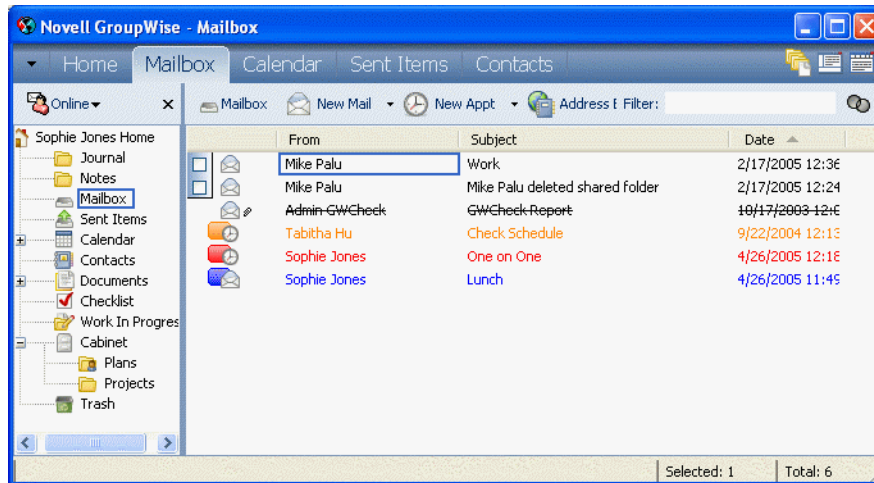 Novell GroupWise - Mailbox
Home Mailbox Calendar Sent Items Contacts
Online Mailbox New Mail New Appt Address Filter:
Sophie Jones Home
Journal
Notes
Mailbox
Sent Items
Calendar
Contacts
Documents
Checklist
Work In Progres
Cabinet
Plans
Projects
Trash
From Subject Date
Mike Palu Work 2/17/2005 12:36
Mike Palu Mike Palu deleted shared folder 2/17/2005 12:24
Admin GWCheck GWCheck Report 10/17/2003
Tabitha Hu Check Schedule 9/22/2004 12:13
Sophie Jones One on One 4/26/2005 12:18
Sophie Jones Lunch 4/26/2005 11:49
Selected: 1 Total: 6